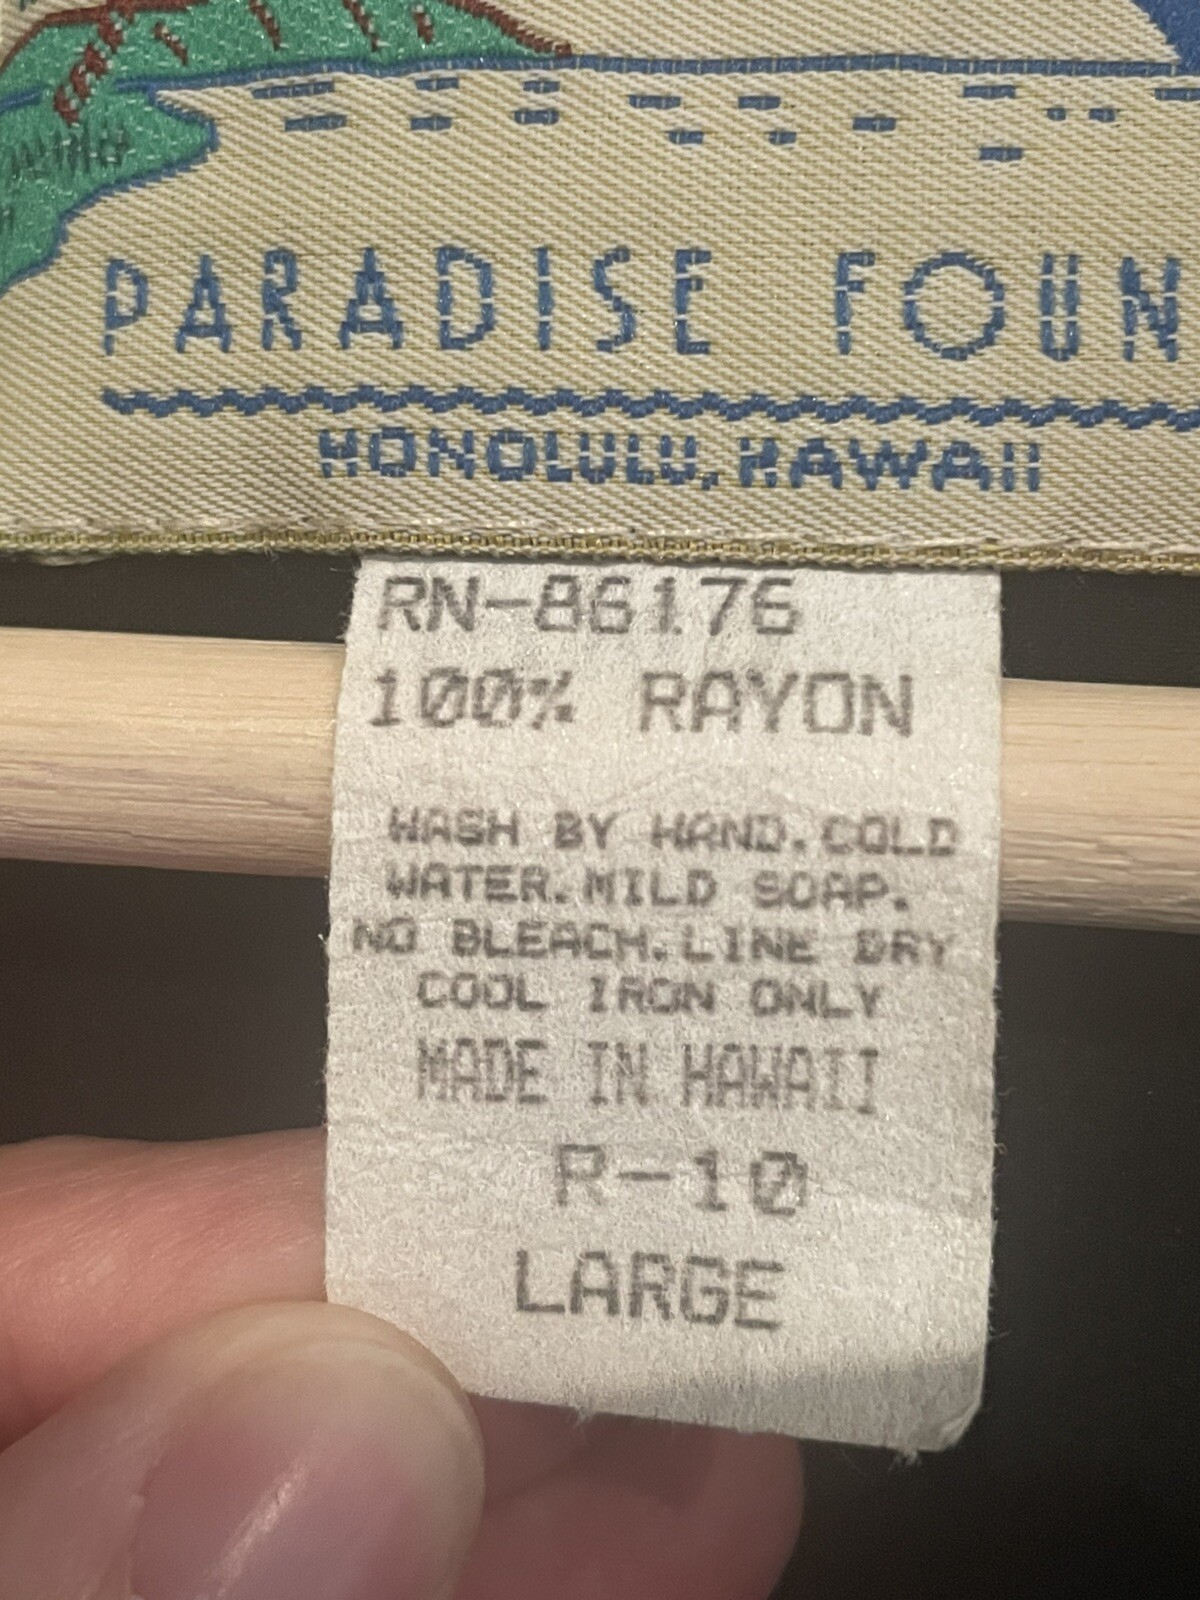 PARADISE FOUN
HONOLULU, HAWAII
RN-86176
100% RAYON
WASH BY HAND.COLD
WATER.MILD SOAP.
NO BLEACH.LINE DRY
COOL IRON ONLY
MADE IN HAWAII
R-10
LARGE